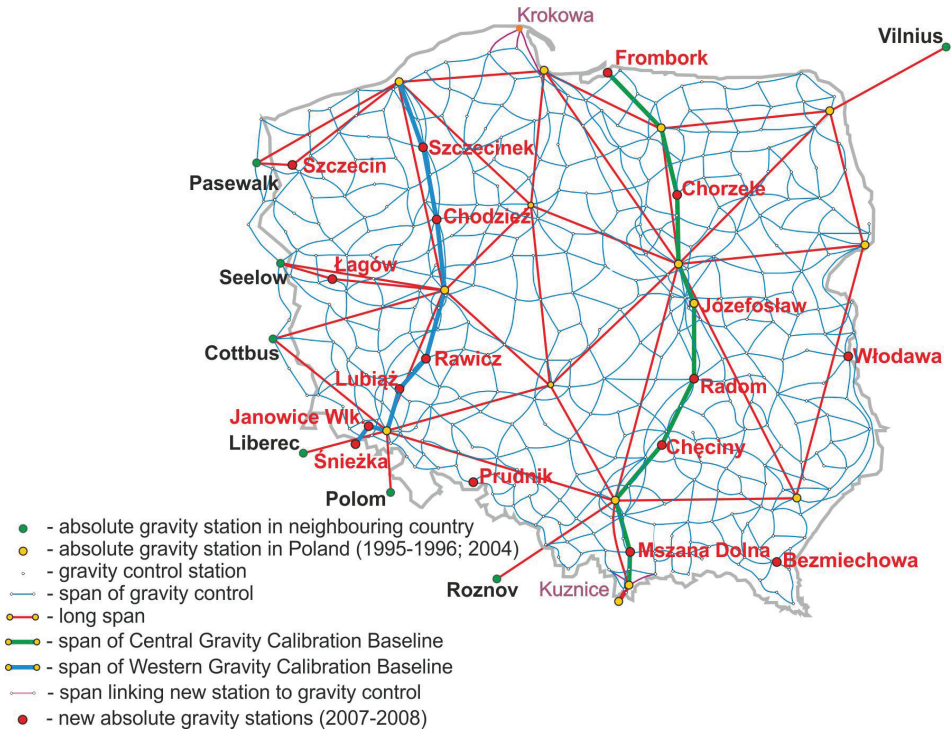 Krokowa
Vilnius
Frombork
Szczecinek
Szczecin
Pasewalk
Chorzele
Chodzież
Łagów
Seelow
Józefosław
Cottbus
Rawicz
Włodawa
Lubiąż
Radom
Janowice Wlk
Liberec
Chęciny
Śnieżka
Prudnik
Polom
Mszana Dolna
Bezmiechowa
Roznov
Kuznice
- absolute gravity station in neighbouring country
- absolute gravity station in Poland (1995-1996; 2004)
- gravity control station
- span of gravity control
- long span
- span of Central Gravity Calibration Baseline
- span of Western Gravity Calibration Baseline
- span linking new station to gravity control
- new absolute gravity stations (2007-2008)